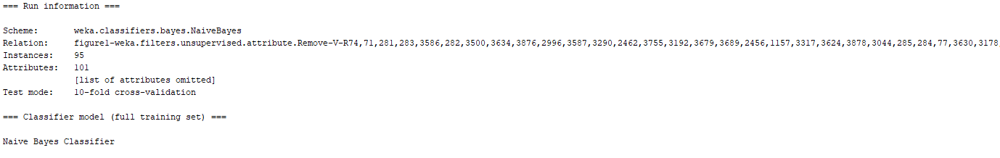 === Run information ===
Scheme: weka.classifiers.bayes.NaiveBayes
Relation: figure1-weka.filters.unsupervised.attribute.Remove-V-R74,71,281,283,3586,282,3500,3634,3876,2996,3587,3290,2462,3755,3192,3679,3689,2456,1157,3317,3624,3878,3044,285,284,77,3630,3178,
Instances: 95
Attributes: 101
[list of attributes omitted]
Test mode: 10-fold cross-validation
=== Classifier model (full training set) ===
Naive Bayes Classifier